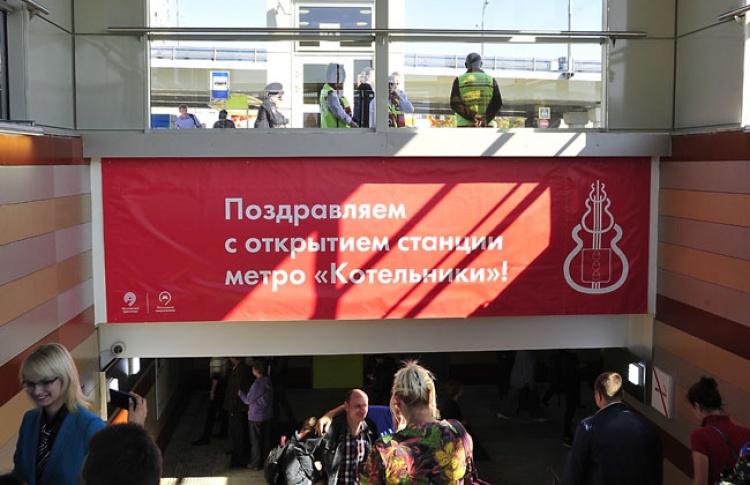 Поздравляем
с открытием станции
метро «Котельники»!